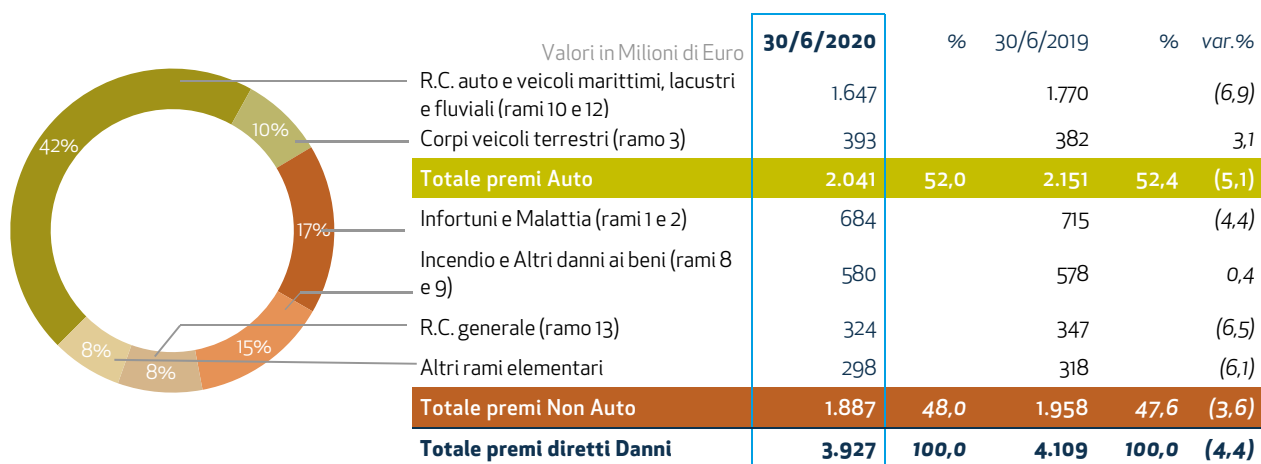 Valori in Milioni di Euro 30/6/2020 % 30/6/2019 % var.%
R.C. auto e veicoli marittimi, lacustri
e fluviali (rami 10 e 12) 1.647 1.770 (6,9)
Corpi veicoli terrestri (ramo 3) 393 382 3,1
Totale premi Auto 2.041 52,0 2.151 52,4 (5,1)
Infortuni e Malattia (rami 1 e 2) 684 715 (4,4)
Incendio e Altri danni ai beni (rami 8
e 9) 580 578 0,4
R.C. generale (ramo 13) 324 347 (6,5)
Altri rami elementari 298 318 (6,1)
Totale premi Non Auto 1.887 48,0 1.958 47,6 (3,6)
Totale premi diretti Danni 3.927 100,0 4.109 100,0 (4,4)
42%
10%
17%
15%
8%
8%